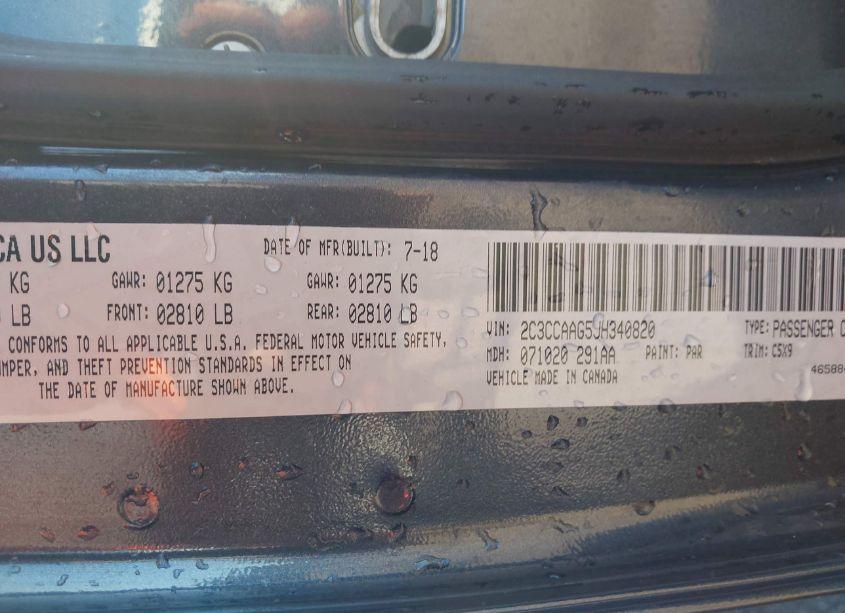 CA US LLC DATE OF MFR(BUILT): 7-18
KG GAWR: 01275 KG GAWR: 01275 KG
LB FRONT: 02810 LB REAR: 02810 LB
CONFORMS TO ALL APPLICABLE U.S.A. FEDERAL MOTOR VEHICLE SAFETY,
UMPER, AND THEFT PREVENTION STANDARDS IN EFFECT ON
THE DATE OF MANUFACTURE SHOWN ABOVE.
VIN: 2C3CCAAG5JH340820 TYPE: PASSENGER C
MDH: 071020 291AA PAINT: PAR TRIM: C5X9
VEHICLE MADE IN CANADA 46588